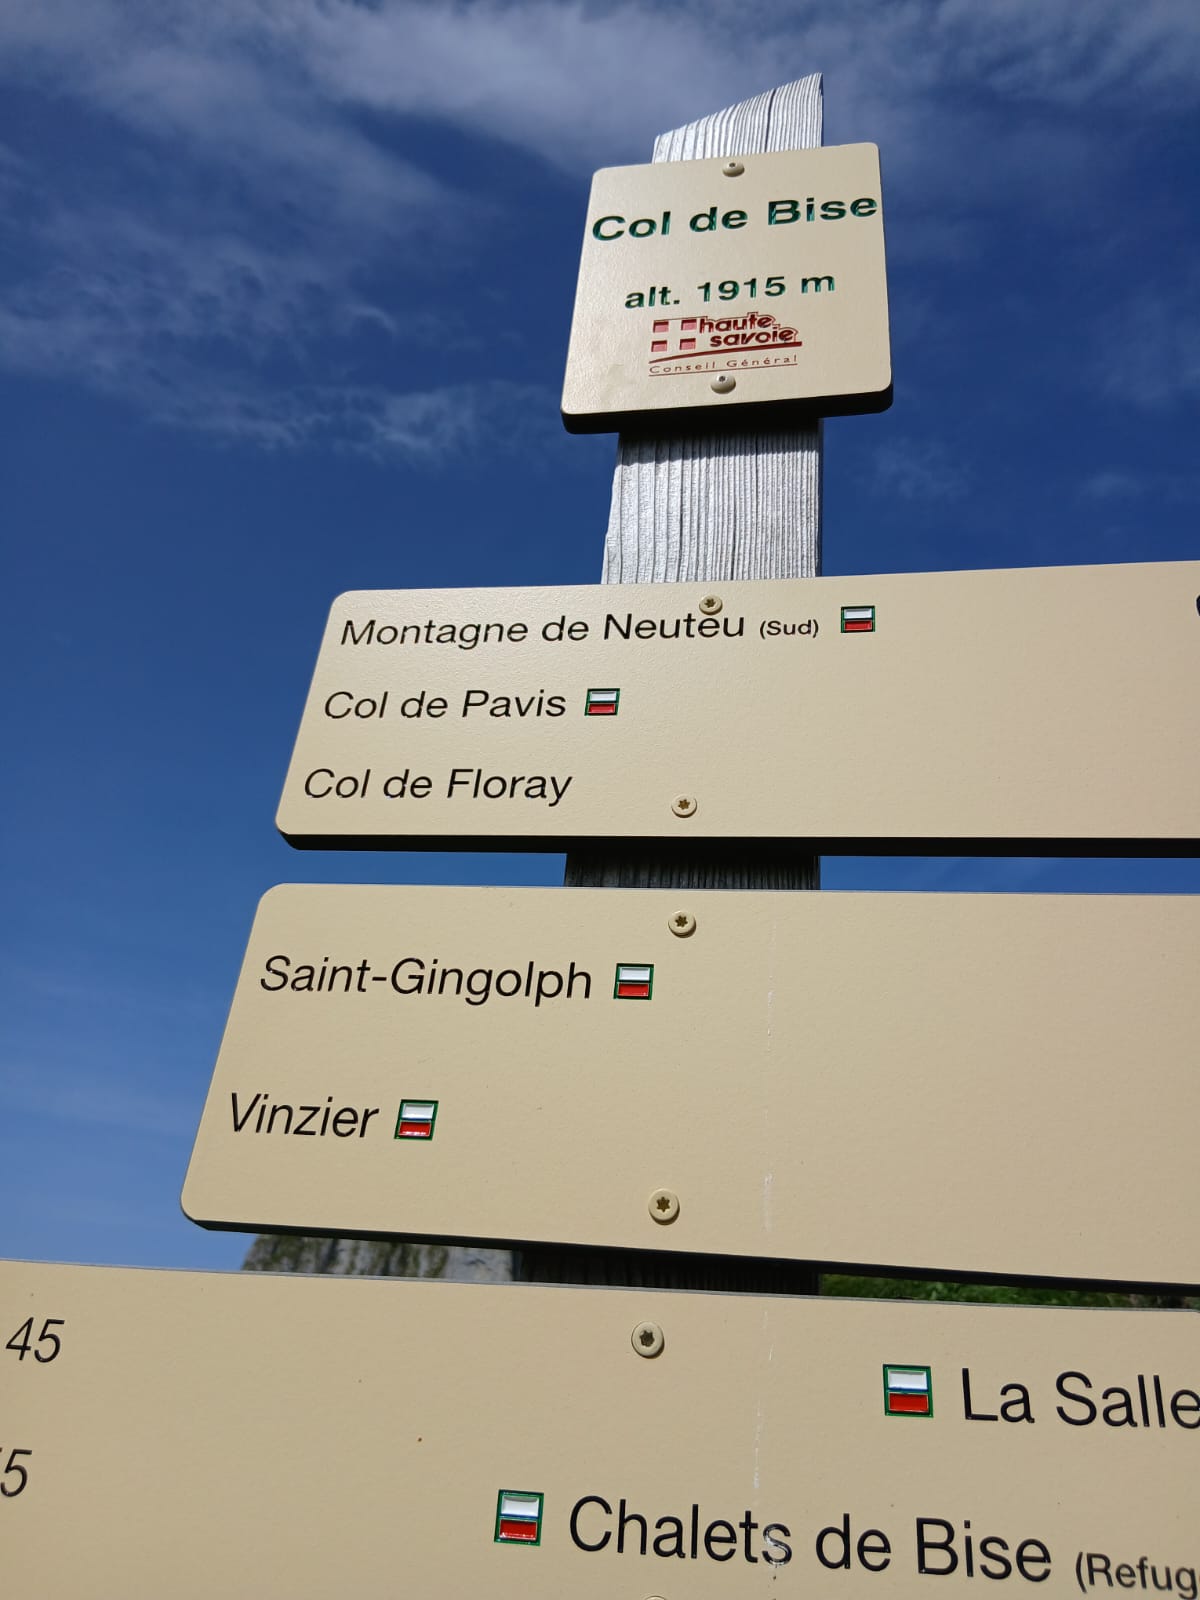 Col de Bise
alt. 1915 m
haute
savoie
Conseil Général
Montagne de Neuteu (Sud)
Col de Pavis
Col de Floray
Saint-Gingolph
Vinzier
45
La Salle
5
Chalets de Bise (Refug